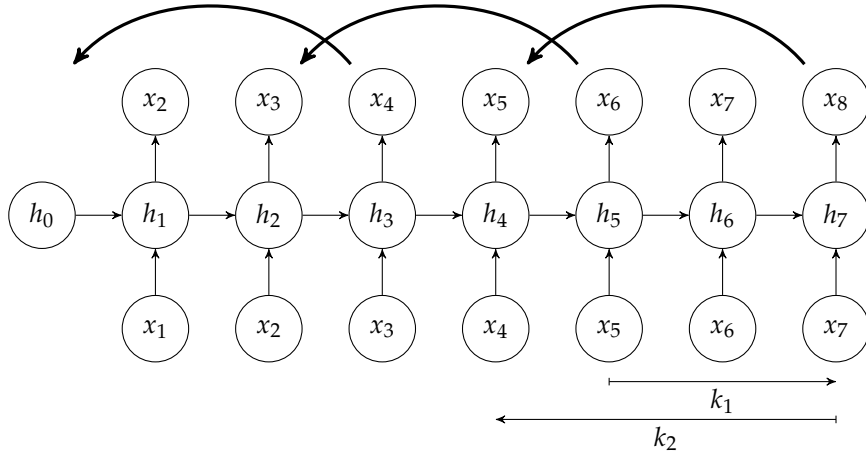 x₂ x₃ x₄ x₅ x₆ x₇ x₈
h₀ h₁ h₂ h₃ h₄ h₅ h₆ h₇
x₁ x₂ x₃ x₄ x₅ x₆ x₇
k₁
k₂